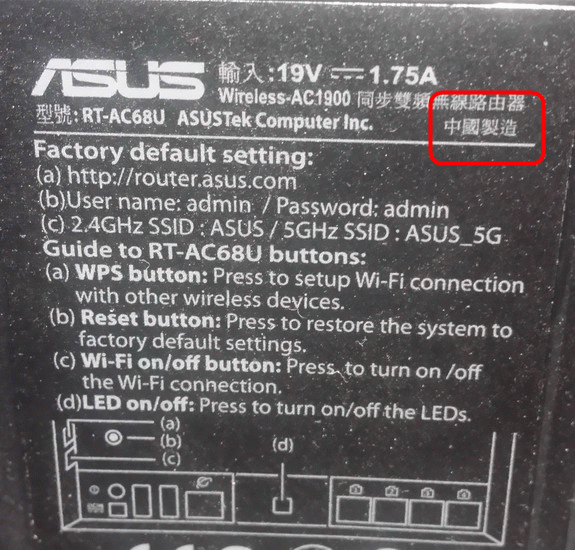 ASUS 輸入:19V ⎓ 1.75A
Wireless-AC1900 同步雙頻無線路由器
型號: RT-AC68U ASUSTek Computer Inc. 中國製造
Factory default setting:
(a) http://router.asus.com
(b)User name: admin / Password: admin
(c) 2.4GHz SSID : ASUS / 5GHz SSID : ASUS_5G
Guide to RT-AC68U buttons:
(a) WPS button: Press to setup Wi-Fi connection
with other wireless devices.
(b) Reset button: Press to restore the system to
factory default settings.
(c) Wi-Fi on/off button: Press to turn on /off
the Wi-Fi connection.
(d)LED on/off: Press to turn on/off the LEDs.
(a)
(b)
(c)
(d)